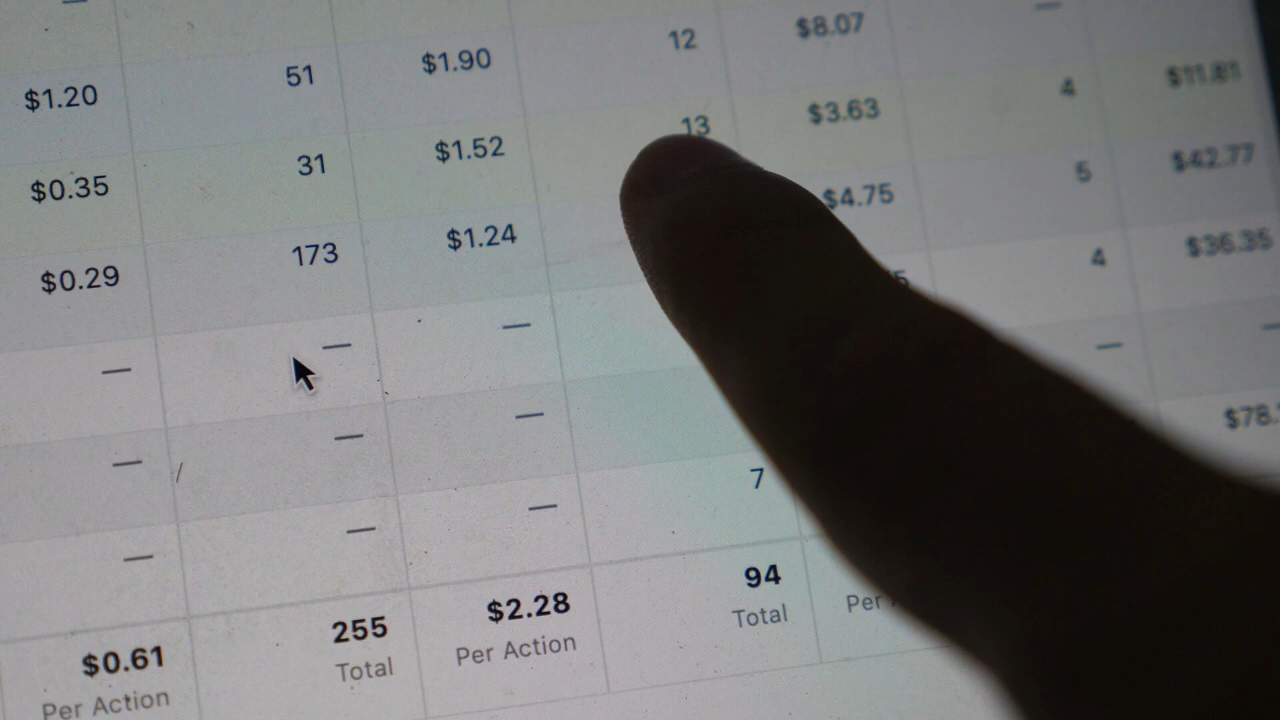 $1.20 51 $1.90 12 $8.07 —
$0.35 31 $1.52 13 $3.63 4 $11.81
$0.29 173 $1.24 $4.75 5 $42.77
— — — 4 $36.35
— — — —
— — — 7 $78.
$0.61 255 $2.28 94
Per Action Total Per Action Total Per